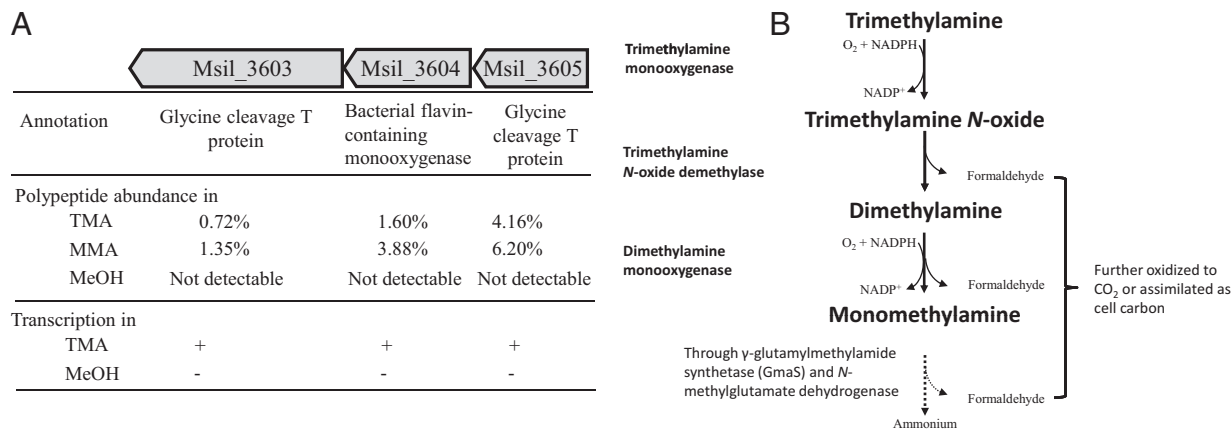 A
Msil_3603 Msil_3604 Msil_3605
Annotation
Glycine cleavage T
protein
Bacterial flavin-
containing
monooxygenase
Glycine
cleavage T
protein
Polypeptide abundance in
TMA 0.72% 1.60% 4.16%
MMA 1.35% 3.88% 6.20%
MeOH Not detectable Not detectable Not detectable
Transcription in
TMA + + +
MeOH - - -
B
Trimethylamine
Trimethylamine
monooxygenase
O2 + NADPH
NADP+
Trimethylamine N-oxide
Trimethylamine
N-oxide demethylase
Formaldehyde
Dimethylamine
Dimethylamine
monooxygenase
O2 + NADPH
NADP+
Formaldehyde
Monomethylamine
Through γ-glutamylmethylamide
synthetase (GmaS) and N-
methylglutamate dehydrogenase
Formaldehyde
Ammonium
Further oxidized to
CO2 or assimilated as
cell carbon